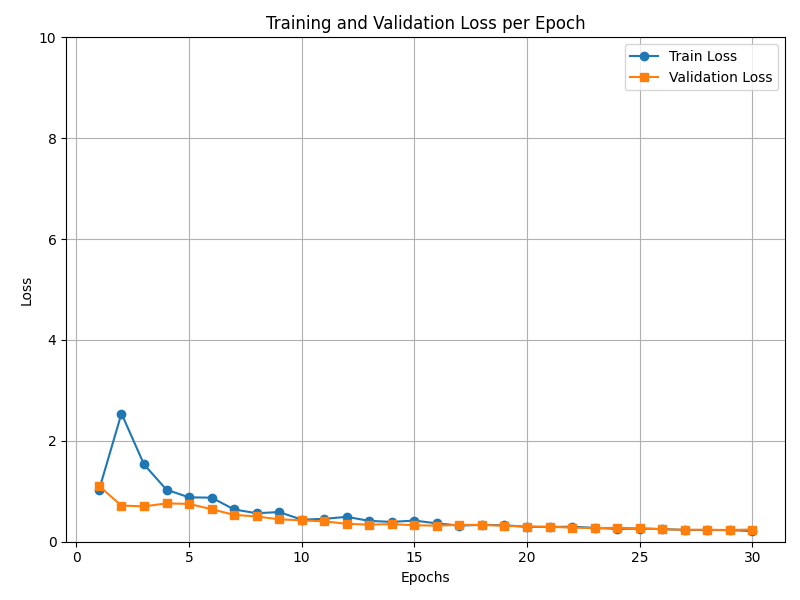 Training and Validation Loss per Epoch
Train Loss
Validation Loss
Loss
10
8
6
4
2
0
0 5 10 15 20 25 30
Epochs